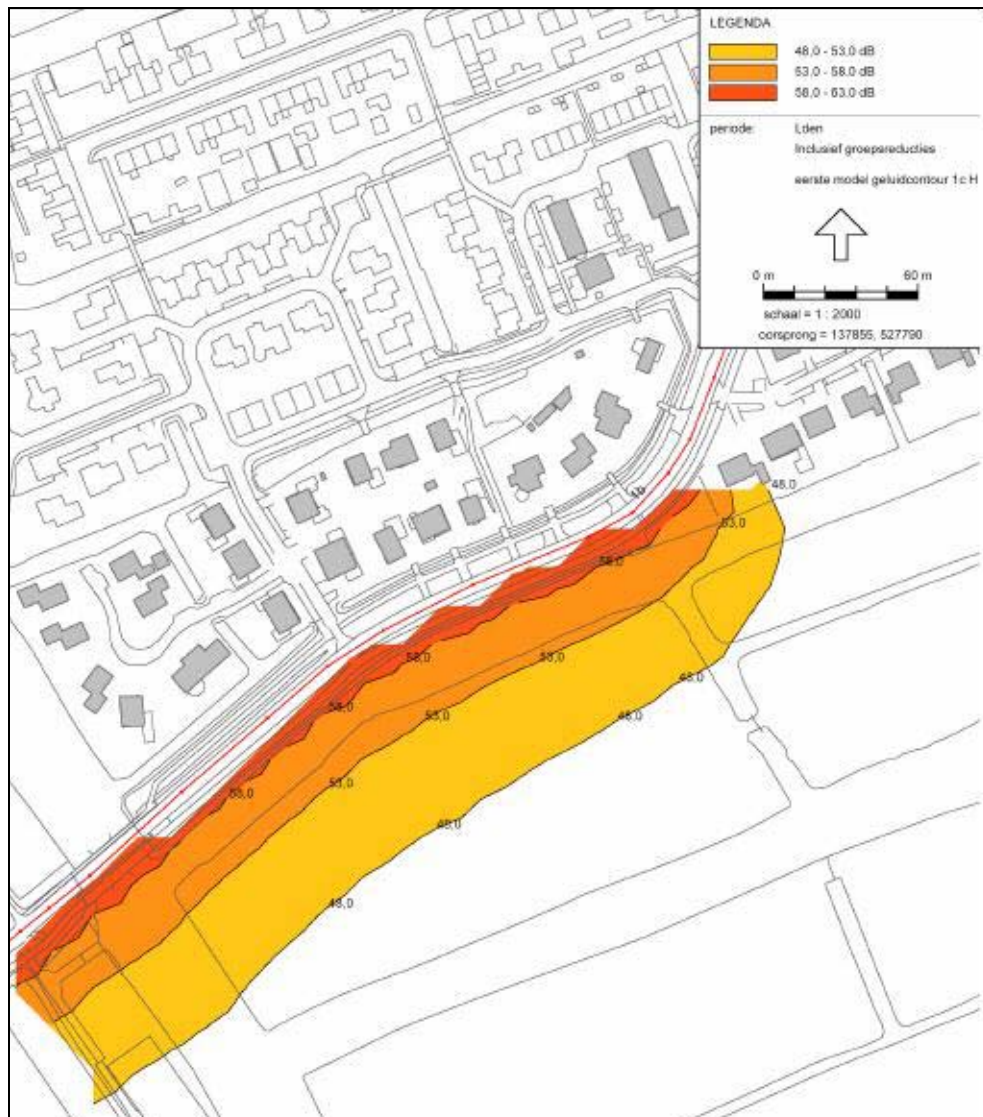 LEGENDA
48,0 - 53,0 dB
53,0 - 58,0 dB
58,0 - 63,0 dB
periode: Lden
Inclusief groepsreducties
eerste model geluidcontour 1c H
0 m 60 m
schaal = 1 : 2000
oorsprong = 137855, 527790
48,0
53,0
58,0
58,0
53,0
48,0
58,0
53,0
48,0
53,0
58,0
48,0
48,0